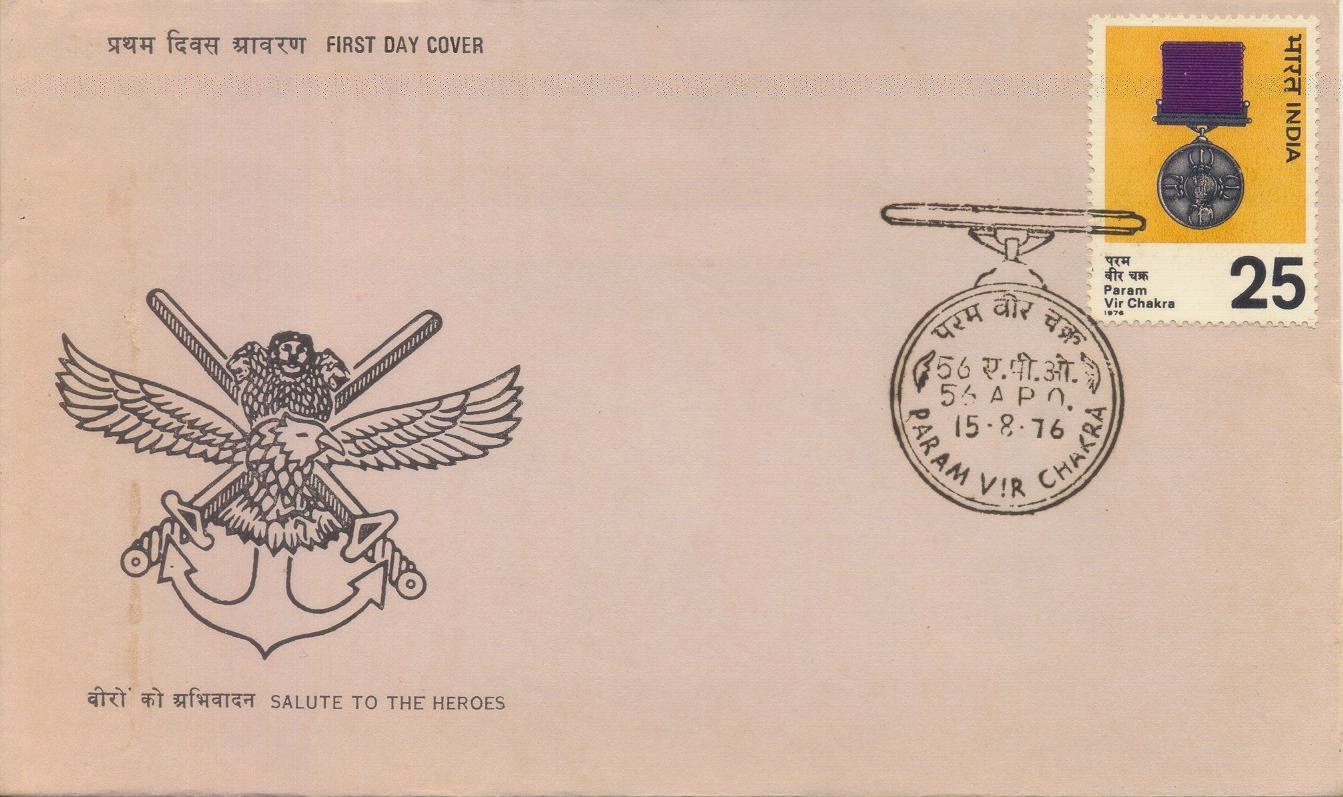 प्रथम दिवस आवरण FIRST DAY COVER
भारत INDIA
परम
वीर चक्र
Param
Vir Chakra
1976
25
परम वीर चक्र
56 ए.पी.ओ.
56 A P O.
15·8·76
PARAM VIR CHAKRA
वीरों को अभिवादन SALUTE TO THE HEROES